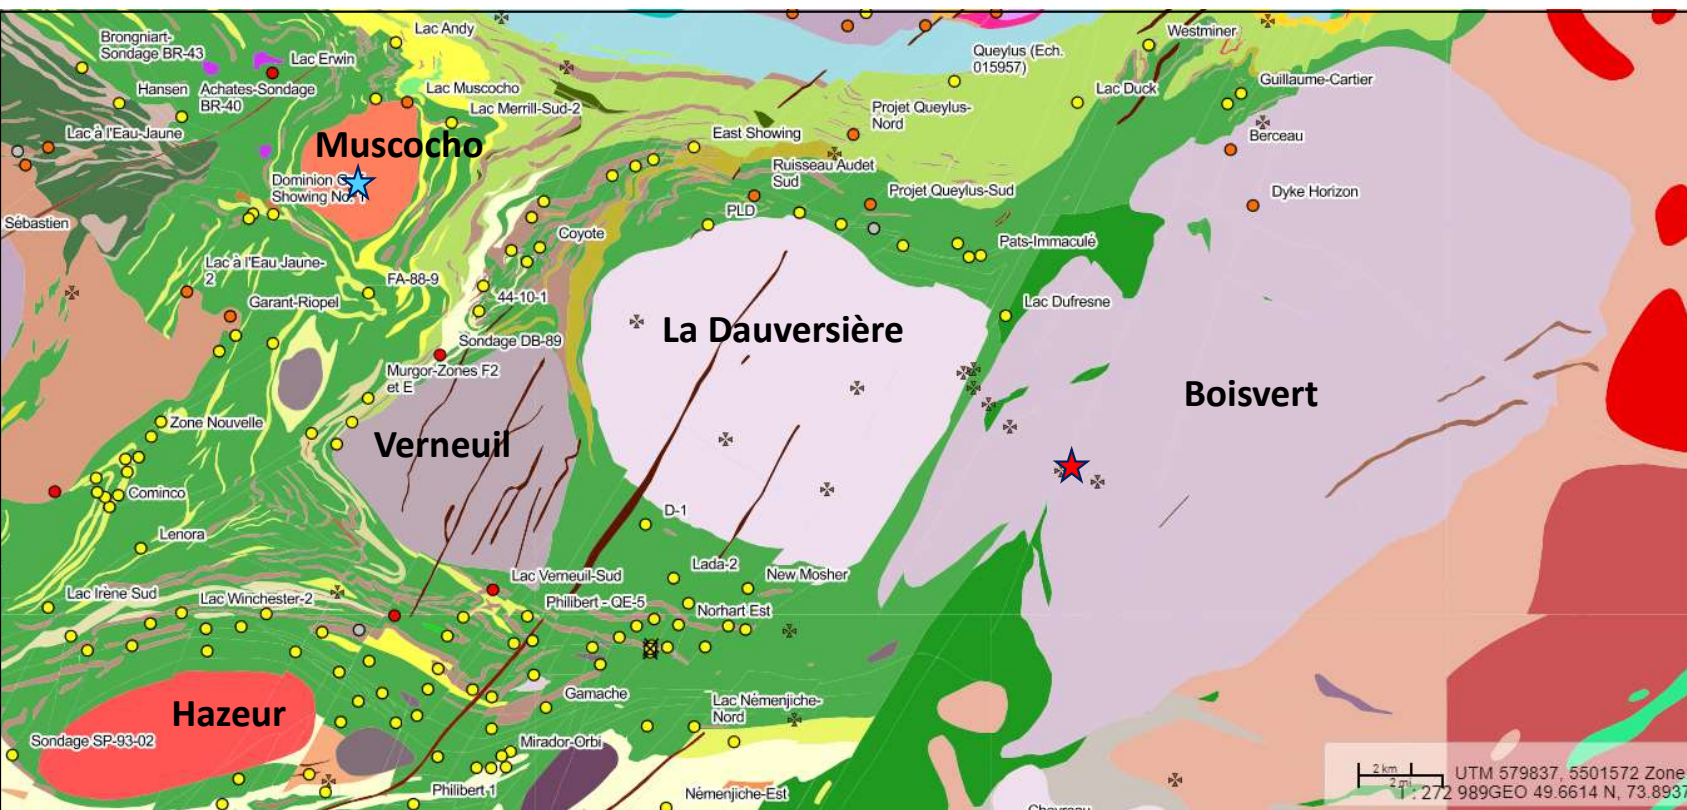 Lac Andy
Brongniart-
Sondage BR-43
Westminer
Lac Erwin
Queylus (Ech.
015957)
Guillaume-Cartier
Hansen
Achates-Sondage
BR-40
Lac Muscocho
Lac Duck
Lac Merrill-Sud-2
Projet Queylus-
Nord
Lac à l'Eau-Jaune
East Showing
Berceau
Muscocho
Ruisseau Audet
Sud
Dominion
Showing No.
Projet Queylus-Sud
Dyke Horizon
PLD
Sébastien
Coyote
Pats-Immaculé
Lac à l'Eau Jaune-
2
FA-88-9
Garant-Riopel
44-10-1
Lac Dufresne
La Dauversière
Sondage DB-89
Murgor-Zones F2
et E
Boisvert
Zone Nouvelle
Verneuil
Cominco
D-1
Lenora
Lada-2
New Mosher
Lac Verneuil-Sud
Lac Irène Sud
Lac Winchester-2
Philibert - QE-5
Norhart Est
Gamache
Lac Némenjiche-
Nord
Hazeur
Sondage SP-93-02
Mirador-Orbi
Philibert 1
Némenjiche-Est
Chevreau
2 km
2 mi
UTM 579837, 5501572 Zone
: 272 989GEO 49.6614 N, 73.8937